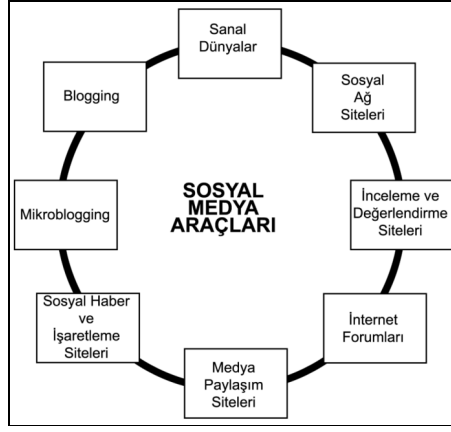 Sanal
Dünyalar
Sosyal
Ağ
Siteleri
İnceleme ve
Değerlendirme
Siteleri
İnternet
Forumları
Medya
Paylaşım
Siteleri
Sosyal Haber
ve
İşaretleme
Siteleri
Mikroblogging
Blogging
SOSYAL
MEDYA
ARAÇLARI